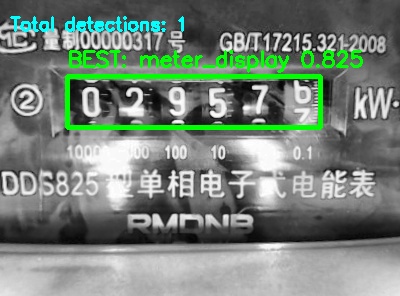 Total detections: 1
量制00000317号 GB/T17215.321-2008
BEST: meter_display 0.825
② 0 2 9 5 7 6 kW·
10000 100 10 0.1
DDS825型单相电子式电能表
RMDNB